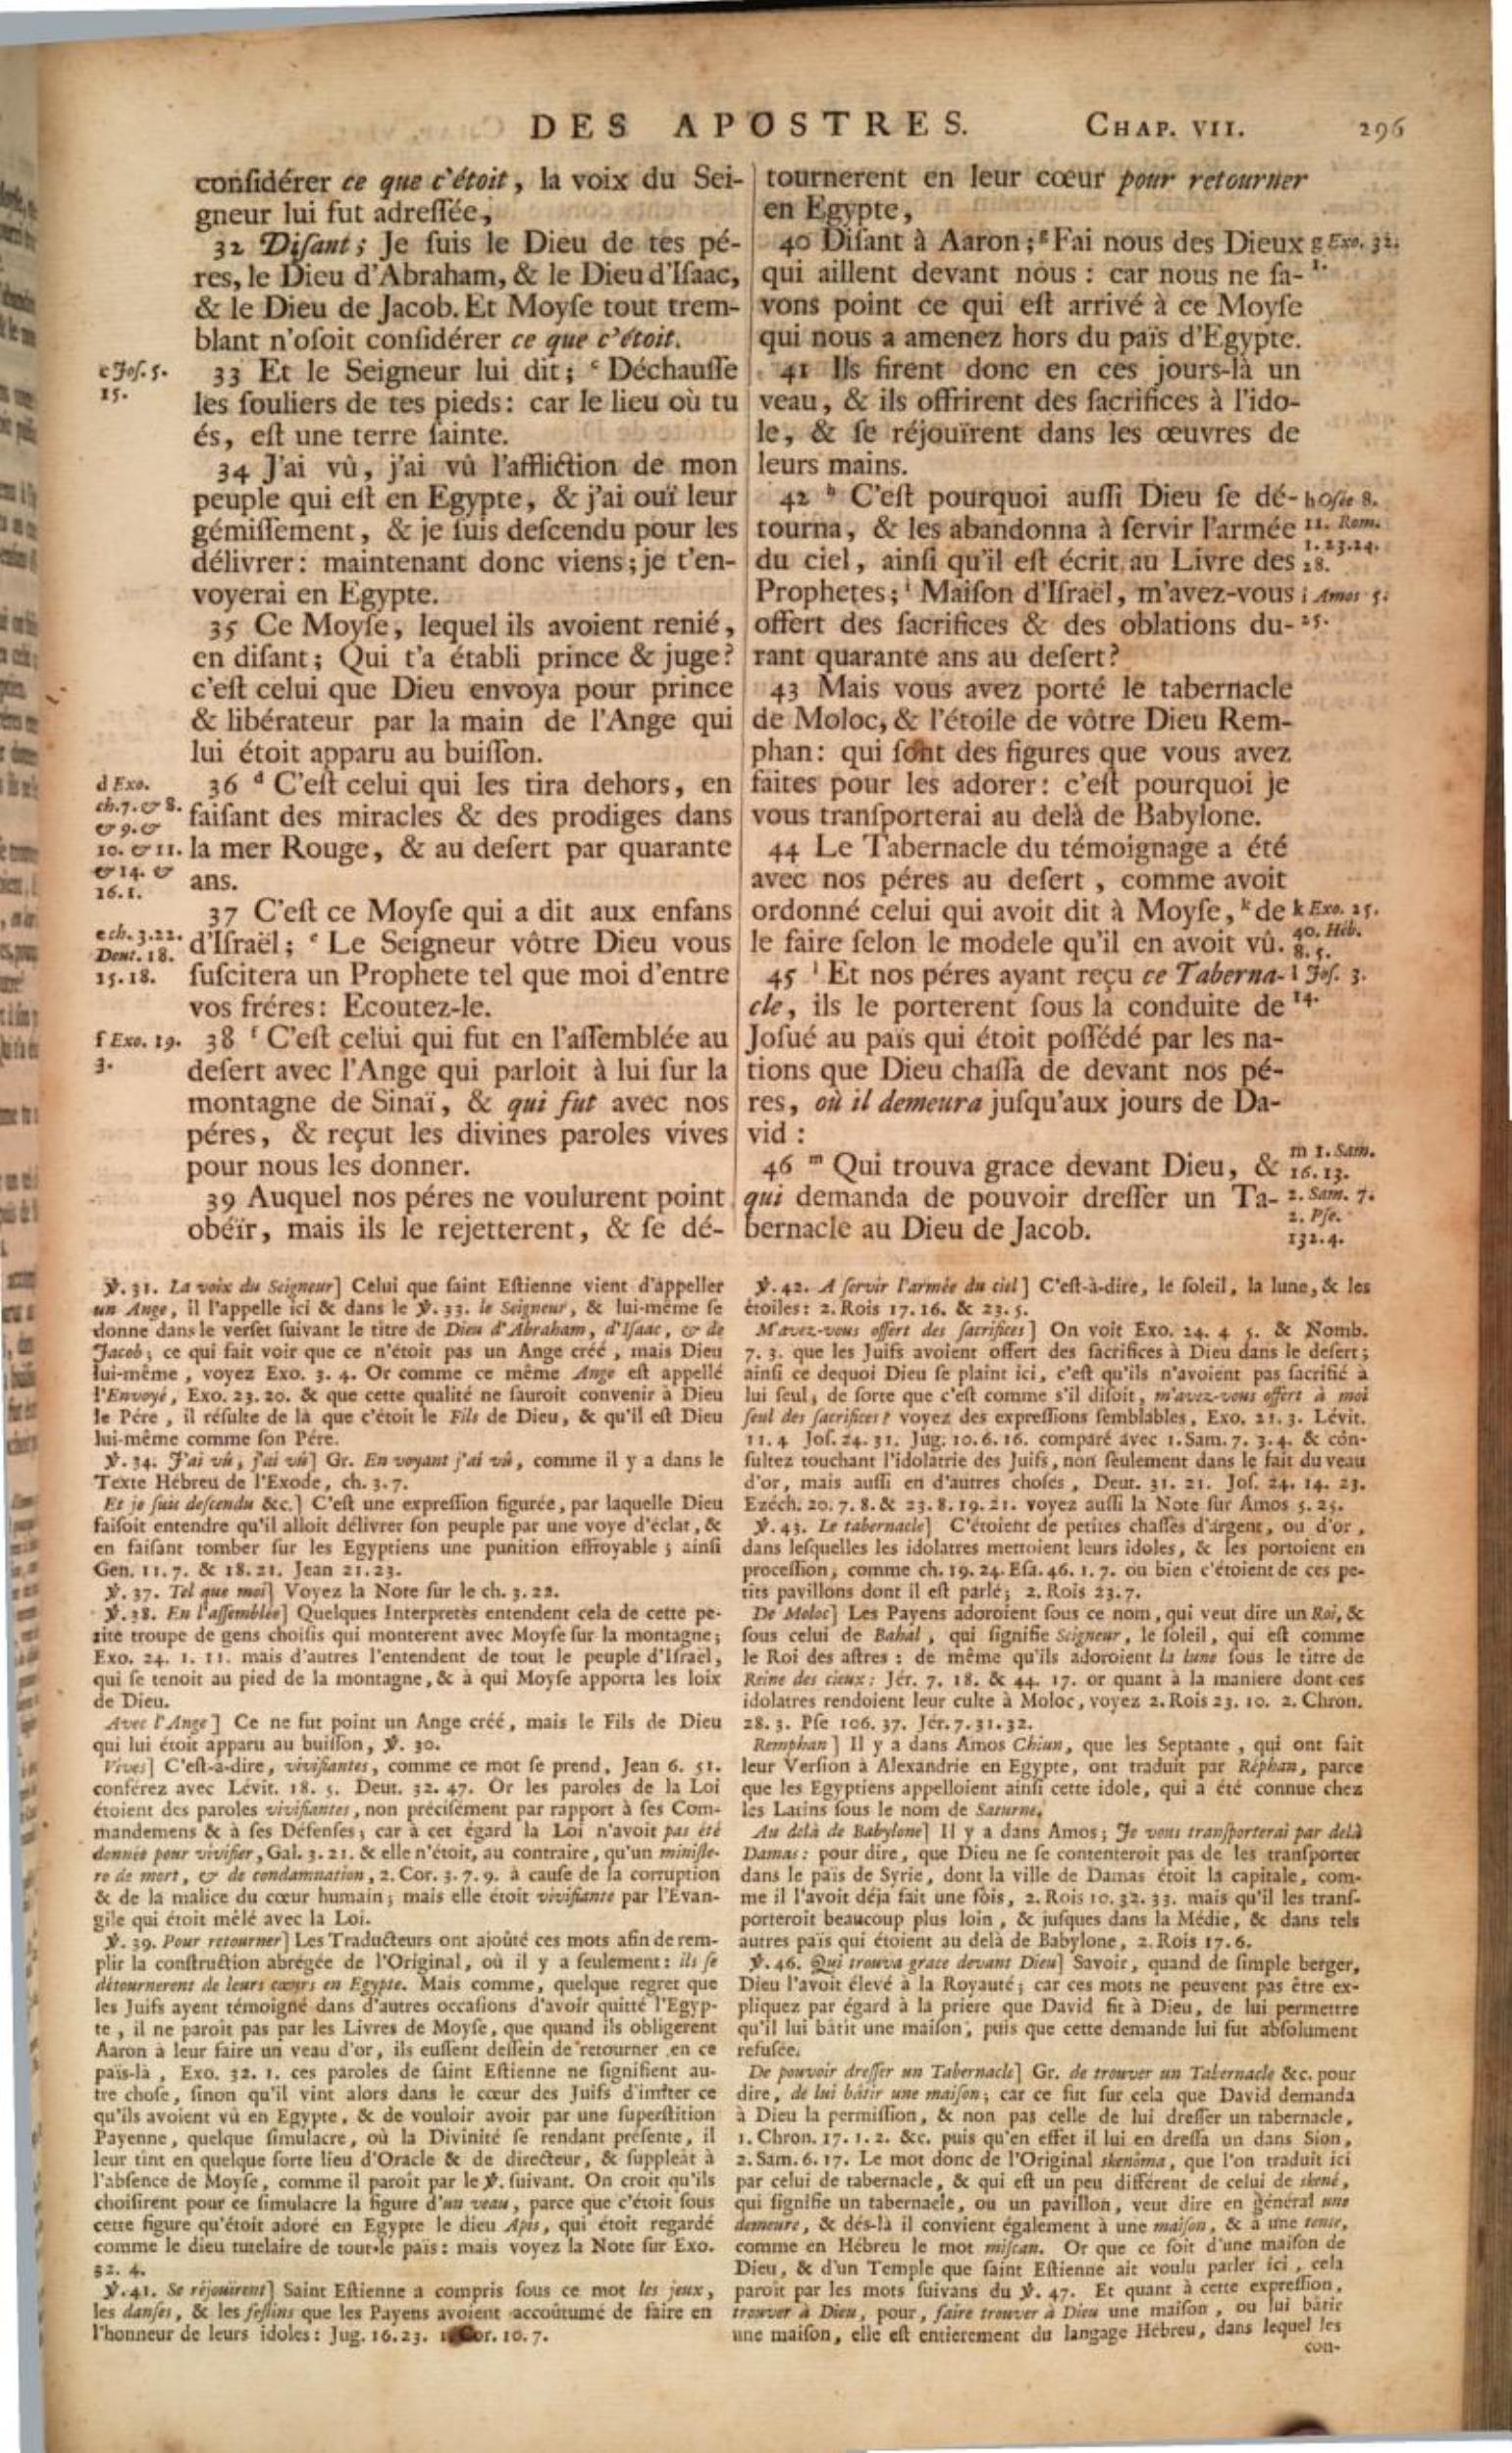 DES APOSTRES. CHAP. VII. 296
conſidérer ce que c'étoit, la voix du Sei-
gneur lui fut adreſſée,
32 Diſant; Je ſuis le Dieu de tes pé-
res, le Dieu d'Abraham, & le Dieu d'Iſaac,
& le Dieu de Jacob. Et Moyſe tout trem-
blant n'oſoit conſidérer ce que c'étoit.
c Joſ. 5.
15.
33 Et le Seigneur lui dit; c Déchauſſe
les ſouliers de tes pieds: car le lieu où tu
és, eſt une terre ſainte.
34 J'ai vû, j'ai vû l'affliction de mon
peuple qui eſt en Egypte, & j'ai ouï leur
gémiſſement, & je ſuis deſcendu pour les
délivrer: maintenant donc viens; je t'en-
voyerai en Egypte.
35 Ce Moyſe, lequel ils avoient renié,
en diſant; Qui t'a établi prince & juge?
c'eſt celui que Dieu envoya pour prince
& libérateur par la main de l'Ange qui
lui étoit apparu au buiſſon.
d Exo.
ch. 7. & 8.
& 9. &
10. & 11.
& 14. &
16. 1.
36 d C'eſt celui qui les tira dehors, en
faiſant des miracles & des prodiges dans
la mer Rouge, & au deſert par quarante
ans.
37 C'eſt ce Moyſe qui a dit aux enfans
e ch. 3. 22.
Deut. 18.
15. 18.
d'Iſraël; e Le Seigneur vôtre Dieu vous
ſuſcitera un Prophete tel que moi d'entre
vos fréres: Ecoutez-le.
f Exo. 19.
3.
38 f C'eſt celui qui fut en l'aſſemblée au
deſert avec l'Ange qui parloit à lui ſur la
montagne de Sinaï, & qui fut avec nos
péres, & reçut les divines paroles vives
pour nous les donner.
39 Auquel nos péres ne voulurent point
obéïr, mais ils le rejetterent, & ſe dé-
tournerent en leur cœur pour retourner
en Egypte,
40 Diſant à Aaron; g Fai nous des Dieux
g Exo. 32.
1.
qui aillent devant nous: car nous ne ſa-
vons point ce qui eſt arrivé à ce Moyſe
qui nous a amenez hors du païs d'Egypte.
41 Ils firent donc en ces jours-là un
veau, & ils offrirent des ſacrifices à l'ido-
le, & ſe réjouïrent dans les œuvres de
leurs mains.
42 h C'eſt pourquoi auſſi Dieu ſe dé-
h Oſée 8.
11. Rom.
1. 23. 24.
28.
tourna, & les abandonna à ſervir l'armée
du ciel, ainſi qu'il eſt écrit au Livre des
Prophetes; i Maiſon d'Iſraël, m'avez-vous
i Amos 5.
25.
offert des ſacrifices & des oblations du-
rant quarante ans au deſert?
43 Mais vous avez porté le tabernacle
de Moloc, & l'étoile de vôtre Dieu Rem-
phan: qui ſont des figures que vous avez
faites pour les adorer: c'eſt pourquoi je
vous tranſporterai au delà de Babylone.
44 Le Tabernacle du témoignage a été
avec nos péres au deſert, comme avoit
ordonné celui qui avoit dit à Moyſe, k de
k Exo. 25.
40. Héb.
8. 5.
le faire ſelon le modele qu'il en avoit vû.
45 l Et nos péres ayant reçu ce Taberna-
l Joſ. 3.
14.
cle, ils le porterent ſous la conduite de
Joſué au païs qui étoit poſſédé par les na-
tions que Dieu chaſſa de devant nos pé-
res, où il demeura juſqu'aux jours de Da-
vid:
46 m Qui trouva grace devant Dieu, &
m 1. Sam.
16. 13.
2. Sam. 7.
2. Pſe.
132. 4.
qui demanda de pouvoir dreſſer un Ta-
bernacle au Dieu de Jacob.
℣. 31. La voix du Seigneur] Celui que ſaint Eſtienne vient d'appeller
un Ange, il l'appelle ici & dans le ℣. 33. le Seigneur, & lui-même ſe
donne dans le verſet ſuivant le titre de Dieu d'Abraham, d'Iſaac, & de
Jacob; ce qui fait voir que ce n'étoit pas un Ange créé, mais Dieu
lui-même, voyez Exo. 3. 4. Or comme ce même Ange eſt appellé
l'Envoyé, Exo. 23. 20. & que cette qualité ne ſauroit convenir à Dieu
le Pére, il réſulte de là que c'étoit le Fils de Dieu, & qu'il eſt Dieu
lui-même comme ſon Pére.
℣. 34. J'ai vû, j'ai vû] Gr. En voyant j'ai vû, comme il y a dans le
Texte Hébreu de l'Exode, ch. 3. 7.
Et je ſuis deſcendu &c.] C'eſt une expreſſion figurée, par laquelle Dieu
faiſoit entendre qu'il alloit délivrer ſon peuple par une voye d'éclat, &
en faiſant tomber ſur les Egyptiens une punition effroyable; ainſi
Gen. 11. 7. & 18. 21. Jean 21. 23.
℣. 37. Tel que moi] Voyez la Note ſur le ch. 3. 22.
℣. 38. En l'aſſemblée] Quelques Interpretès entendent cela de cette pe-
tite troupe de gens choiſis qui monterent avec Moyſe ſur la montagne;
Exo. 24. 1. 11. mais d'autres l'entendent de tout le peuple d'Iſraël,
qui ſe tenoit au pied de la montagne, & à qui Moyſe apporta les loix
de Dieu.
Avec l'Ange] Ce ne fut point un Ange créé, mais le Fils de Dieu
qui lui étoit apparu au buiſſon, ℣. 30.
Vives] C'eſt-à-dire, vivifiantes, comme ce mot ſe prend, Jean 6. 51.
conférez avec Lévit. 18. 5. Deut. 32. 47. Or les paroles de la Loi
étoient des paroles vivifiantes, non préciſément par rapport à ſes Com-
mandemens & à ſes Défenſes; car à cet égard la Loi n'avoit pas été
donnée pour vivifier, Gal. 3. 21. & elle n'étoit, au contraire, qu'un miniſte-
re de mort, & de condamnation, 2. Cor. 3. 7. 9. à cauſe de la corruption
& de la malice du cœur humain; mais elle étoit vivifiante par l'Evan-
gile qui étoit mêlé avec la Loi.
℣. 39. Pour retourner] Les Traducteurs ont ajoûté ces mots afin de rem-
plir la conſtruction abrégée de l'Original, où il y a ſeulement: ils ſe
détournerent de leurs cœurs en Egypte. Mais comme, quelque regret que
les Juifs ayent témoigné dans d'autres occaſions d'avoir quitté l'Egyp-
te, il ne paroît pas par les Livres de Moyſe, que quand ils obligerent
Aaron à leur faire un veau d'or, ils euſſent deſſein de retourner en ce
païs-là, Exo. 32. 1. ces paroles de ſaint Eſtienne ne ſignifient au-
tre choſe, ſinon qu'il vint alors dans le cœur des Juifs d'imiter ce
qu'ils avoient vû en Egypte, & de vouloir avoir par une ſuperſtition
Payenne, quelque ſimulacre, où la Divinité ſe rendant préſente, il
leur tint en quelque ſorte lieu d'Oracle & de directeur, & ſuppleât à
l'abſence de Moyſe, comme il paroît par le ℣. ſuivant. On croit qu'ils
choiſirent pour ce ſimulacre la figure d'un veau, parce que c'étoit ſous
cette figure qu'étoit adoré en Egypte le dieu Apis, qui étoit regardé
comme le dieu tutelaire de tout le païs: mais voyez la Note ſur Exo.
32. 4.
℣. 41. Se réjouïrent] Saint Eſtienne a compris ſous ce mot les jeux,
les danſes, & les feſtins que les Payens avoient accoûtumé de faire en
l'honneur de leurs idoles: Jug. 16. 23. Cor. 10. 7.
℣. 42. A ſervir l'armée du ciel] C'eſt-à-dire, le ſoleil, la lune, & les
étoiles: 2. Rois 17. 16. & 23. 5.
M'avez-vous offert des ſacrifices] On voit Exo. 24. 4 5. & Nomb.
7. 3. que les Juifs avoient offert des ſacrifices à Dieu dans le deſert;
ainſi ce dequoi Dieu ſe plaint ici, c'eſt qu'ils n'avoient pas ſacrifié à
lui ſeul, de ſorte que c'eſt comme s'il diſoit, m'avez-vous offert à moi
ſeul des ſacrifices? voyez des expreſſions ſemblables, Exo. 21. 3. Lévit.
11. 4 Joſ. 24. 31. Jug. 10. 6. 16. comparé avec 1. Sam. 7. 3. 4. & con-
ſultez touchant l'idolatrie des Juifs, non ſeulement dans le fait du veau
d'or, mais auſſi en d'autres choſes, Deut. 31. 21. Joſ. 24. 14. 23.
Ezéch. 20. 7. 8. & 23. 8. 19. 21. voyez auſſi la Note ſur Amos 5. 25.
℣. 43. Le tabernacle] C'étoient de petites chaſſes d'argent, ou d'or,
dans leſquelles les idolatres mettoient leurs idoles, & les portoient en
proceſſion, comme ch. 19. 24. Eſa. 46. 1. 7. ou bien c'étoient de ces pe-
tits pavillons dont il eſt parlé; 2. Rois 23. 7.
De Moloc] Les Payens adoroient ſous ce nom, qui veut dire un Roi, &
ſous celui de Bahal, qui ſignifie Seigneur, le ſoleil, qui eſt comme
le Roi des aſtres: de même qu'ils adoroient la lune ſous le titre de
Reine des cieux: Jér. 7. 18. & 44. 17. or quant à la maniere dont ces
idolatres rendoient leur culte à Moloc, voyez 2. Rois 23. 10. 2. Chron.
28. 3. Pſe 106. 37. Jér. 7. 31. 32.
Remphan] Il y a dans Amos Chiun, que les Septante, qui ont fait
leur Verſion à Alexandrie en Egypte, ont traduit par Réphan, parce
que les Egyptiens appelloient ainſi cette idole, qui a été connue chez
les Latins ſous le nom de Saturne.
Au delà de Babylone] Il y a dans Amos; Je vous tranſporterai par delà
Damas: pour dire, que Dieu ne ſe contenteroit pas de les tranſporter
dans le païs de Syrie, dont la ville de Damas étoit la capitale, com-
me il l'avoit déja fait une fois, 2. Rois 10. 32. 33. mais qu'il les tranſ-
porteroit beaucoup plus loin, & juſques dans la Médie, & dans tels
autres païs qui étoient au delà de Babylone, 2. Rois 17. 6.
℣. 46. Qui trouva grace devant Dieu] Savoir, quand de ſimple berger,
Dieu l'avoit élevé à la Royauté; car ces mots ne peuvent pas être ex-
pliquez par égard à la priere que David fit à Dieu, de lui permettre
qu'il lui bâtit une maiſon, puis que cette demande lui fut abſolument
refuſée.
De pouvoir dreſſer un Tabernacle] Gr. de trouver un Tabernacle &c. pour
dire, de lui bâtir une maiſon; car ce fut ſur cela que David demanda
à Dieu la permiſſion, & non pas celle de lui dreſſer un tabernacle,
1. Chron. 17. 1. 2. &c. puis qu'en effet il lui en dreſſa un dans Sion,
2. Sam. 6. 17. Le mot donc de l'Original skenôma, que l'on traduit ici
par celui de tabernacle, & qui eſt un peu différent de celui de skené,
qui ſignifie un tabernacle, ou un pavillon, veut dire en général une
demeure, & dés-là il convient également à une maiſon, & à une tente,
comme en Hébreu le mot miſcan. Or que ce ſoit d'une maiſon de
Dieu, & d'un Temple que ſaint Eſtienne ait voulu parler ici, cela
paroit par les mots ſuivans du ℣. 47. Et quant à cette expreſſion,
trouver à Dieu, pour, faire trouver à Dieu une maiſon, ou lui bâtir
une maiſon, elle eſt entierement du langage Hébreu, dans lequel les
con-